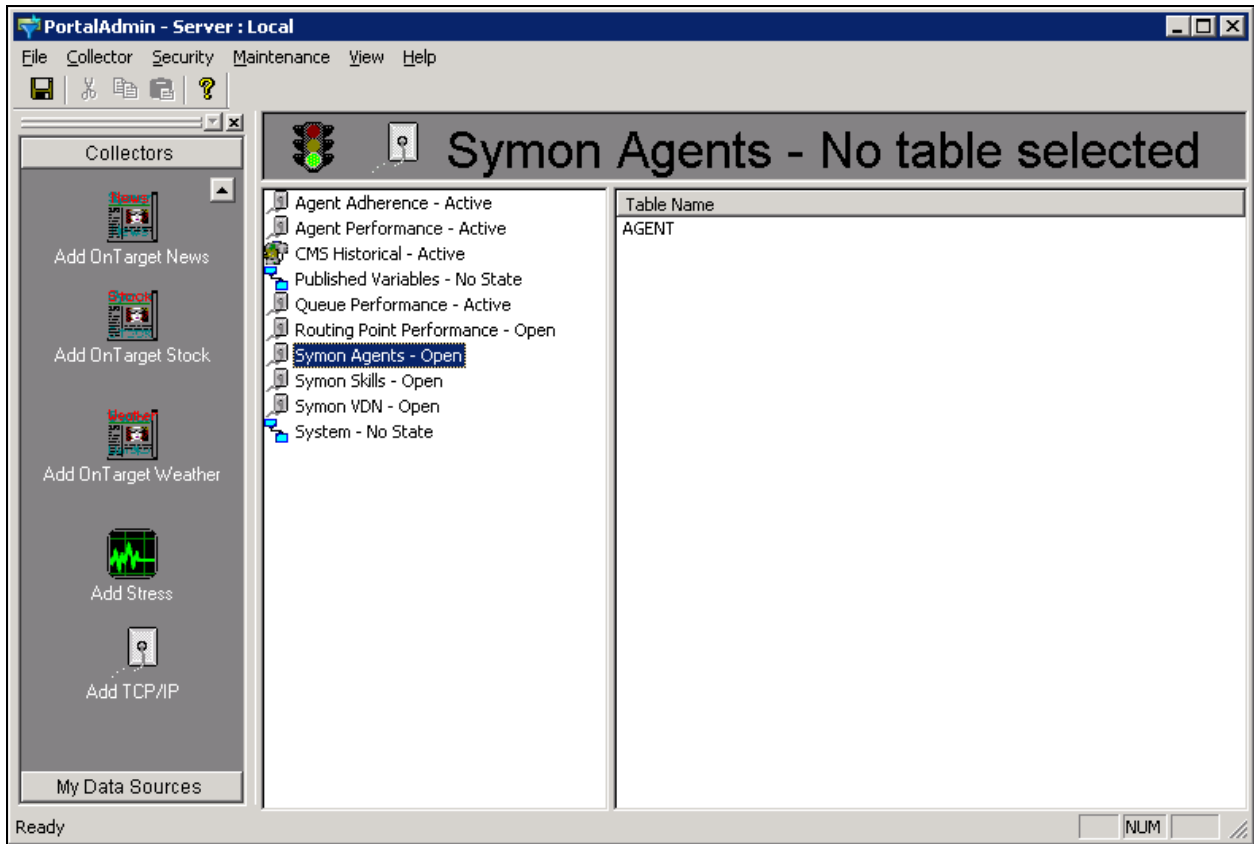 PortalAdmin - Server : Local
File Collector Security Maintenance View Help
Collectors
Symon Agents - No table selected
News
Add OnTarget News
Stock
Add OnTarget Stock
Weather
Add OnTarget Weather
Add Stress
Add TCP/IP
My Data Sources
Agent Adherence - Active
Agent Performance - Active
CMS Historical - Active
Published Variables - No State
Queue Performance - Active
Routing Point Performance - Open
Symon Agents - Open
Symon Skills - Open
Symon VDN - Open
System - No State
Table Name
AGENT
Ready
NUM